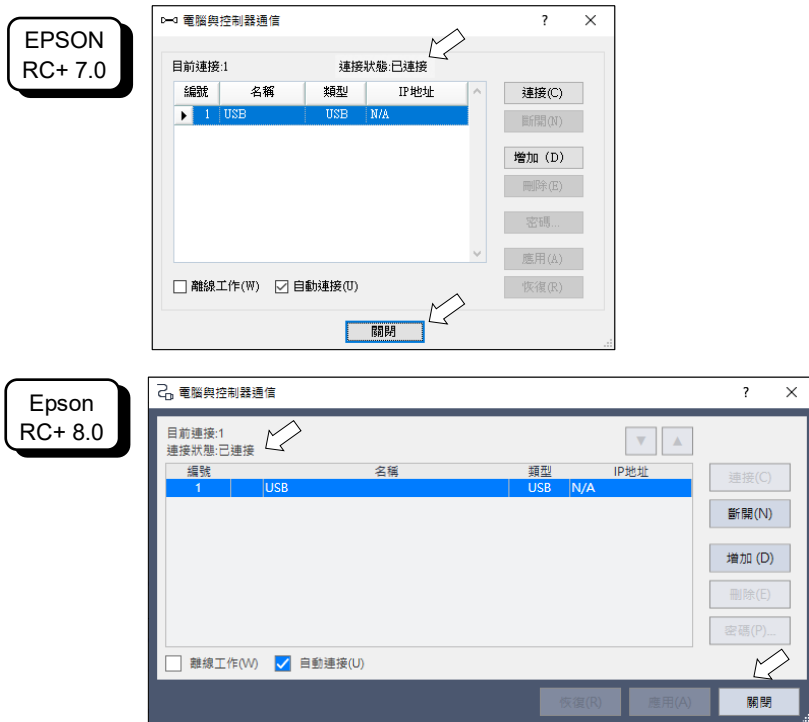 EPSON
RC+ 7.0
電腦與控制器通信
?
目前連接:1 連接狀態:已連接
編號 名稱 類型 IP地址
1 USB USB N/A
連接(C)
斷開(N)
增加 (D)
刪除(E)
密碼...
應用(A)
恢復(R)
離線工作(W) 自動連接(U)
關閉
Epson
RC+ 8.0
電腦與控制器通信
?
目前連接:1
連接狀態:已連接
編號 名稱 類型 IP地址
1 USB USB N/A
連接(C)
斷開(N)
增加 (D)
刪除(E)
密碼(P)...
離線工作(W) 自動連接(U)
恢復(R) 應用(A) 關閉